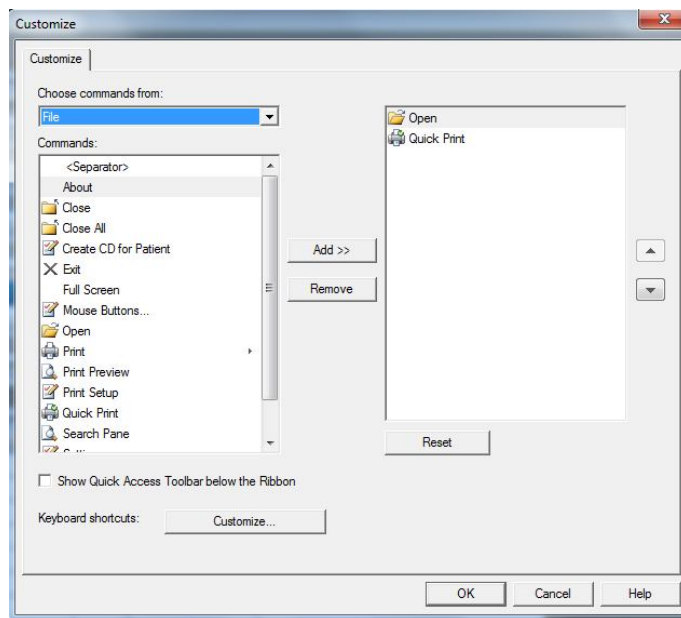 Customize
Customize
Choose commands from:
File
Commands:
<Separator>
About
Close
Close All
Create CD for Patient
Exit
Full Screen
Mouse Buttons...
Open
Print
Print Preview
Print Setup
Quick Print
Search Pane
Open
Quick Print
Add >>
Remove
Reset
Show Quick Access Toolbar below the Ribbon
Keyboard shortcuts:
Customize...
OK
Cancel
Help